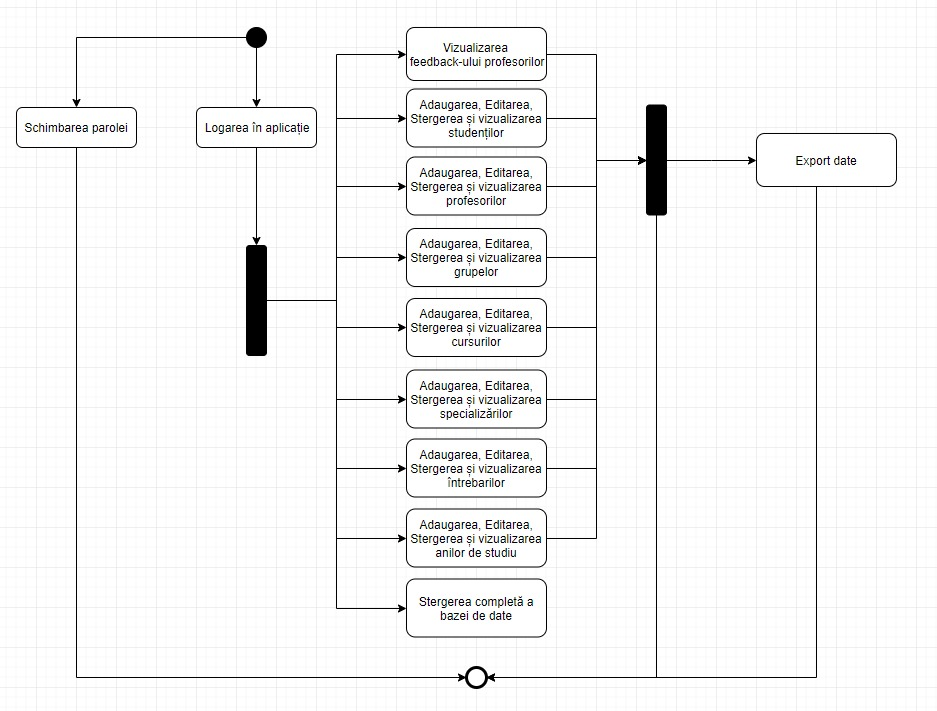 Vizualizarea
feedback-ului profesorilor
Schimbarea parolei
Logarea în aplicație
Adaugarea, Editarea,
Stergerea și vizualizarea
studenților
Adaugarea, Editarea,
Stergerea și vizualizarea
profesorilor
Adaugarea, Editarea,
Stergerea și vizualizarea
grupelor
Adaugarea, Editarea,
Stergerea și vizualizarea
cursurilor
Adaugarea, Editarea,
Stergerea și vizualizarea
specializărilor
Adaugarea, Editarea,
Stergerea și vizualizarea
întrebarilor
Adaugarea, Editarea,
Stergerea și vizualizarea
anilor de studiu
Stergerea completă a
bazei de date
Export date